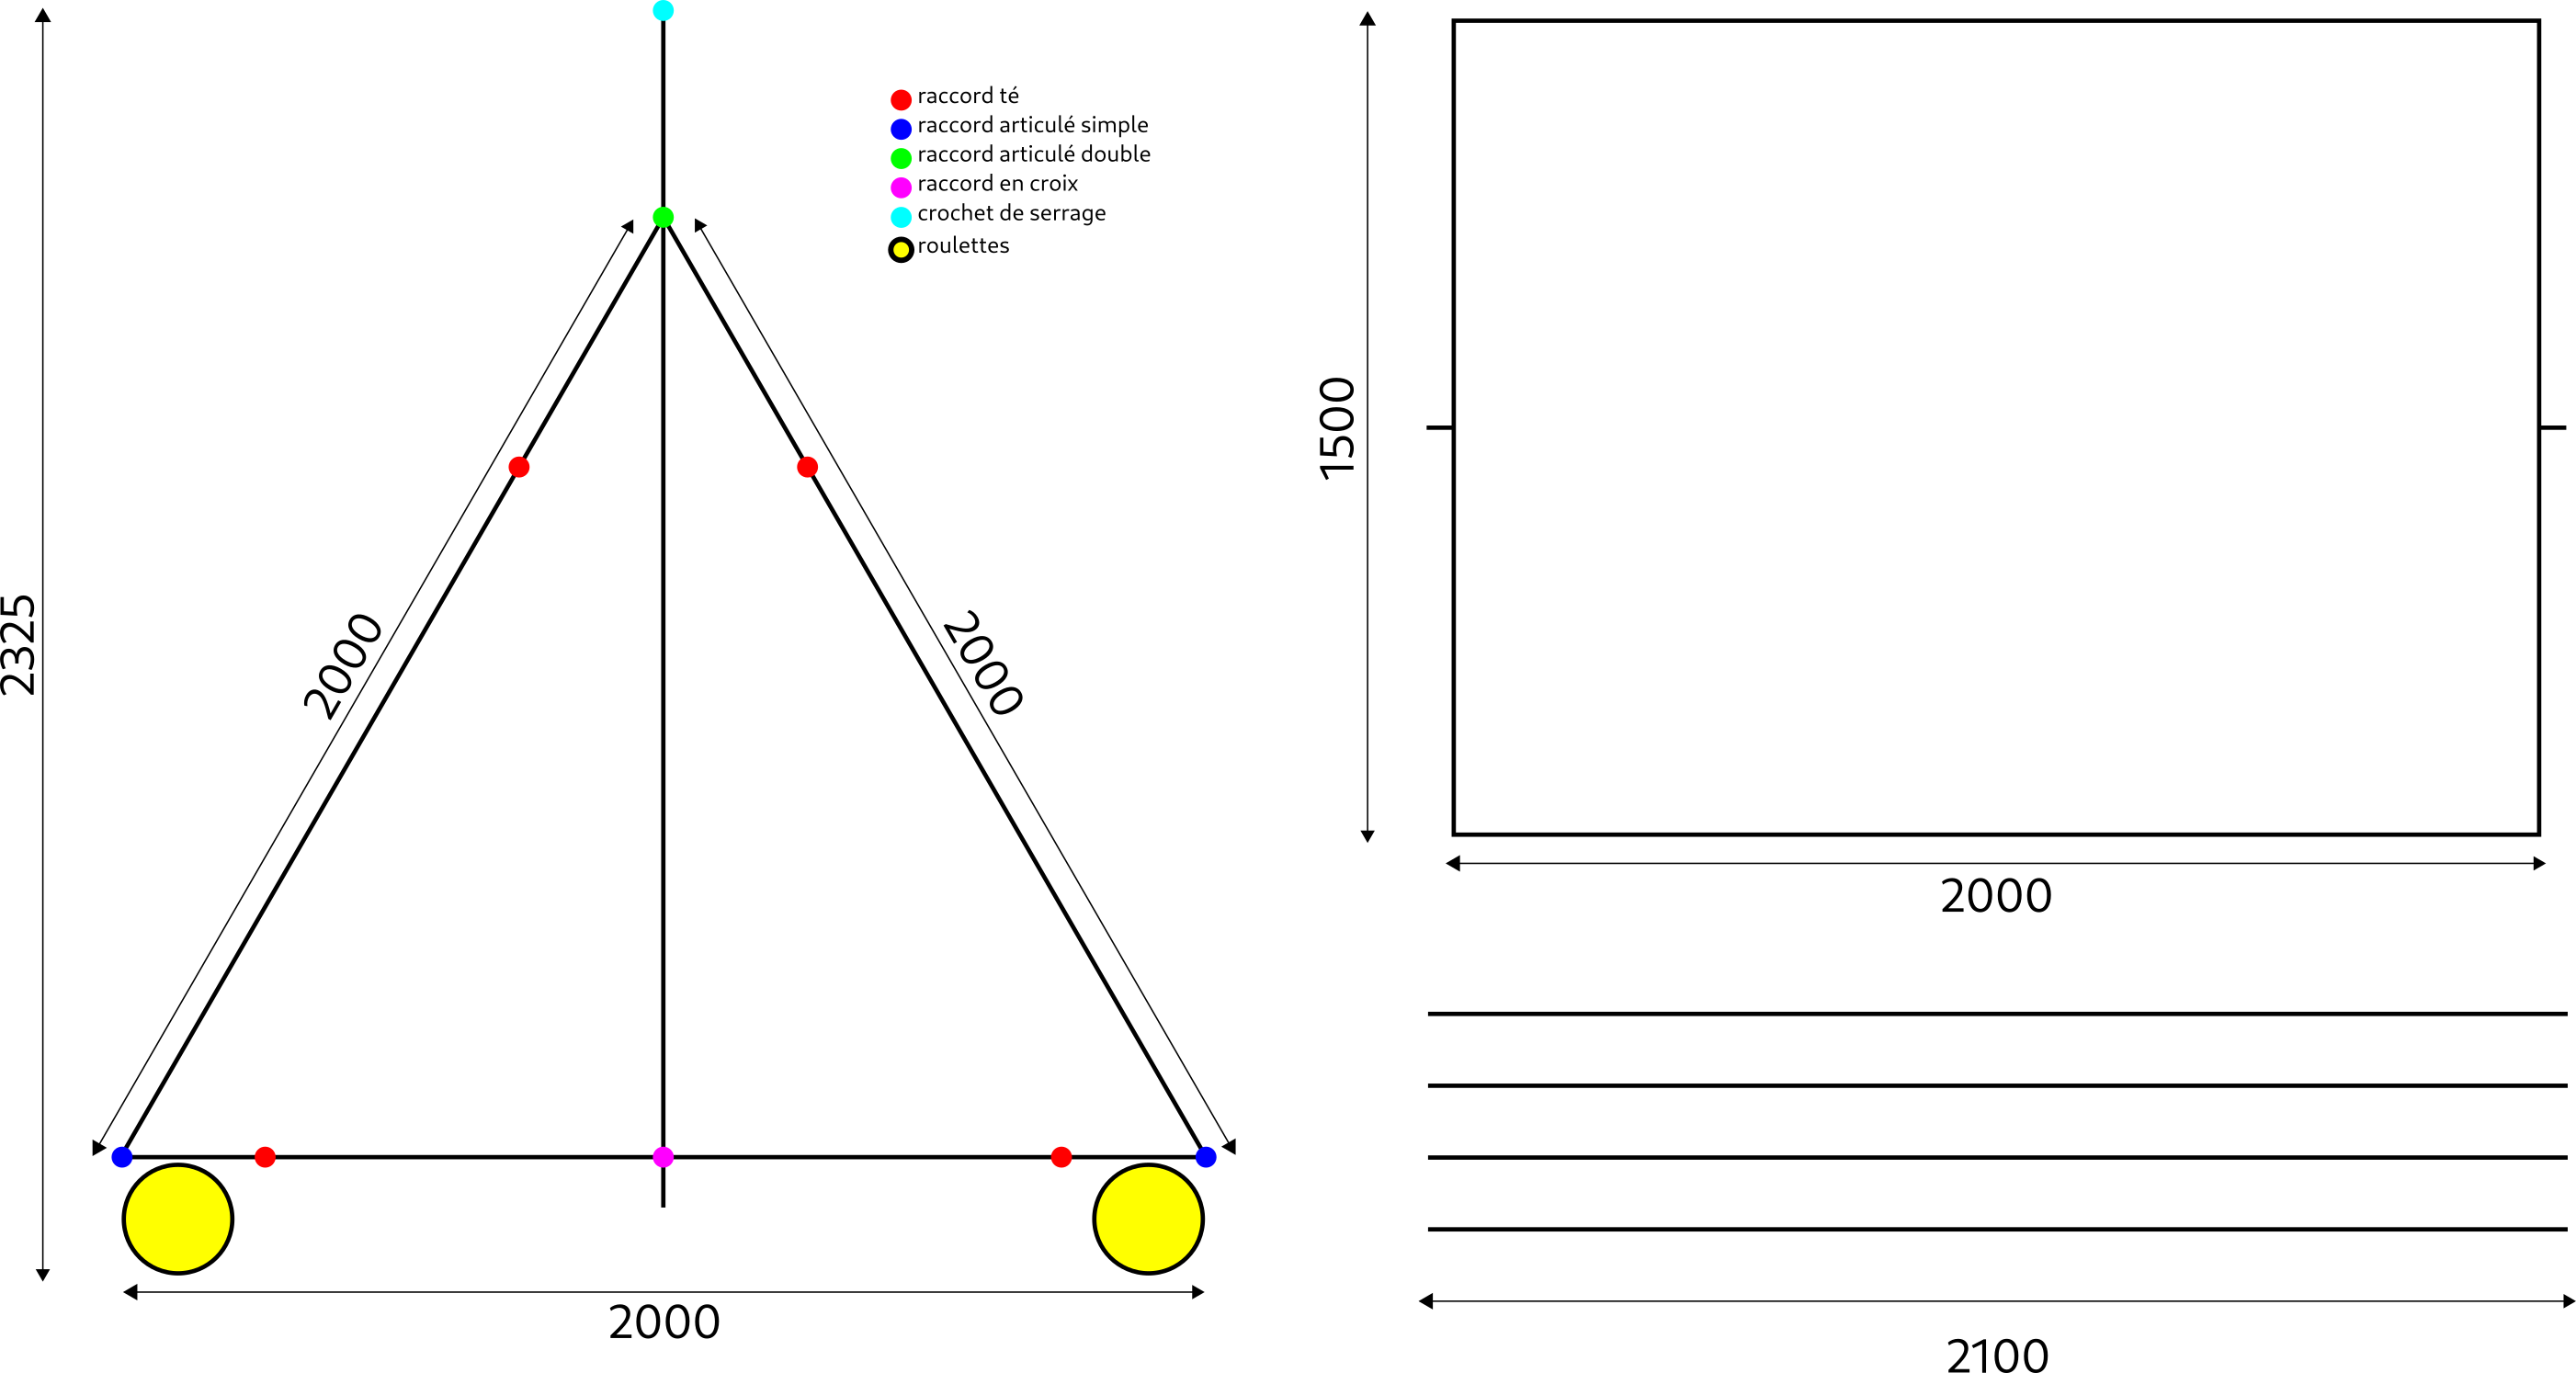 raccord té
raccord articulé simple
raccord articulé double
raccord en croix
crochet de serrage
roulettes
2325
2000
2000
2000
1500
2000
2100